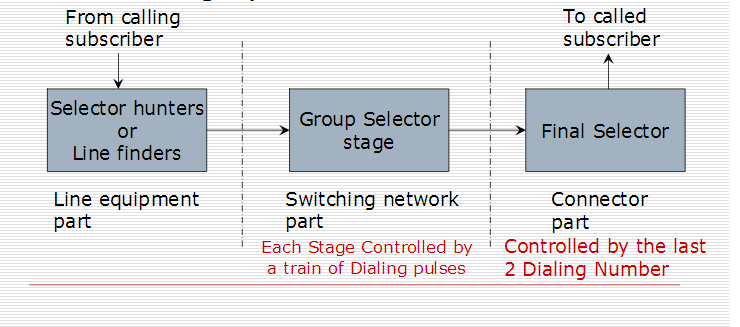 From calling
subscriber
To called
subscriber
Selector hunters
or
Line finders
Group Selector
stage
Final Selector
Line equipment
part
Switching network
part
Connector
part
Each Stage Controlled by
a train of Dialing pulses
Controlled by the last
2 Dialing Number